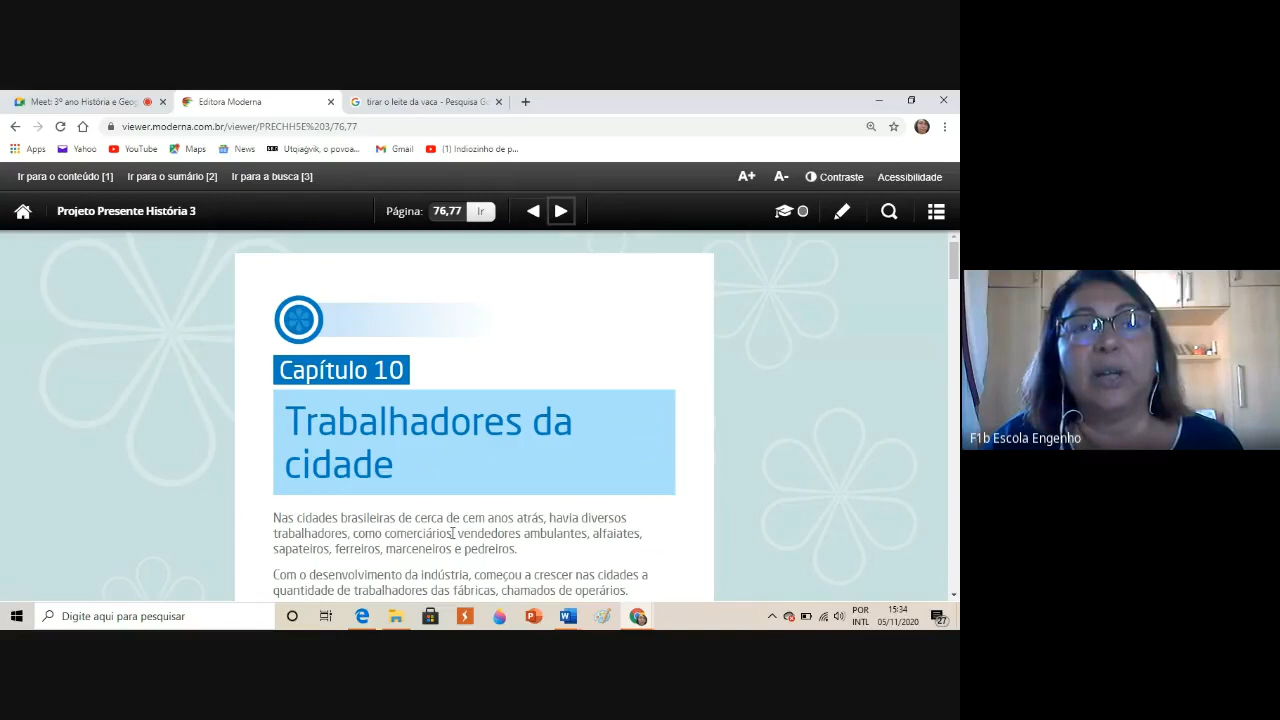 Meet: 3º ano História e Geog
Editora Moderna
tirar o leite da vaca - Pesquisa G
viewer.moderna.com.br/viewer/PRECHH5E%203/76,77
Apps Yahoo YouTube Maps News Utqiaġvik, o povoa... Gmail (1) Indiozinho de p...
Ir para o conteúdo [1] Ir para o sumário [2] Ir para a busca [3] A+ A- Contraste Acessibilidade
Projeto Presente História 3 Página: 76,77 Ir
Capítulo 10
Trabalhadores da
cidade
Nas cidades brasileiras de cerca de cem anos atrás, havia diversos
trabalhadores, como comerciários, vendedores ambulantes, alfaiates,
sapateiros, ferreiros, marceneiros e pedreiros.
Com o desenvolvimento da indústria, começou a crescer nas cidades a
quantidade de trabalhadores das fábricas, chamados de operários.
F1b Escola Engenho
Digite aqui para pesquisar
POR
INTL
15:34
05/11/2020
27